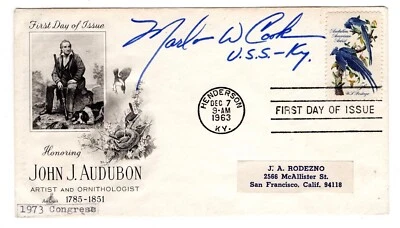 First Day of Issue
Marlow W Cook
U.S.S.-Ky.
HENDERSON
DEC 7
9-AM
1963
KY.
FIRST DAY OF ISSUE
Honoring
JOHN J. AUDUBON
ARTIST AND ORNITHOLOGIST
1785-1851
1973 Congress
J. A. RODEZNO
2566 McAllister St.
San Francisco, Calif. 94118